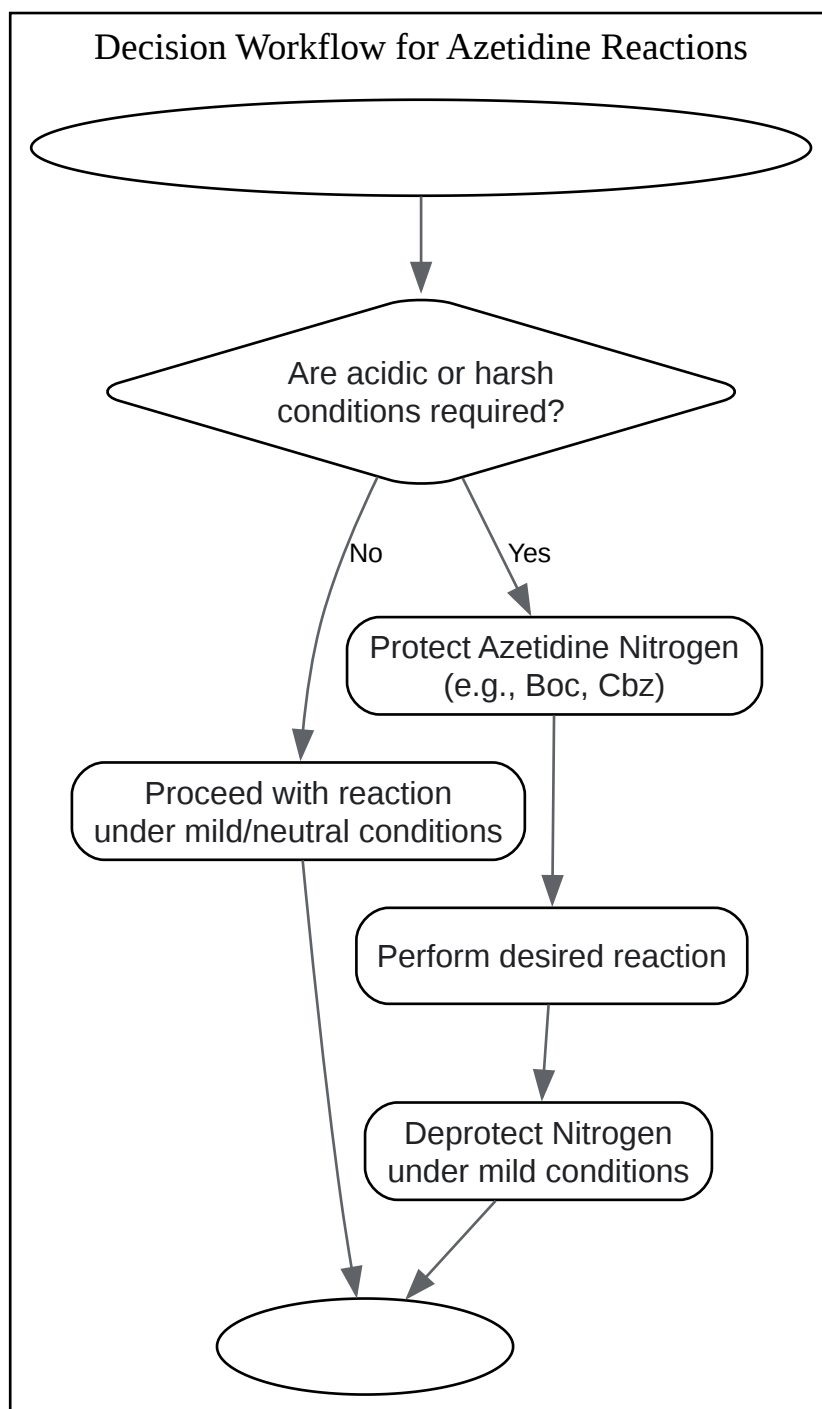 Decision Workflow for Azetidine Reactions
Are acidic or harsh
conditions required?
No
Yes
Protect Azetidine Nitrogen
(e.g., Boc, Cbz)
Proceed with reaction
under mild/neutral conditions
Perform desired reaction
Deprotect Nitrogen
under mild conditions